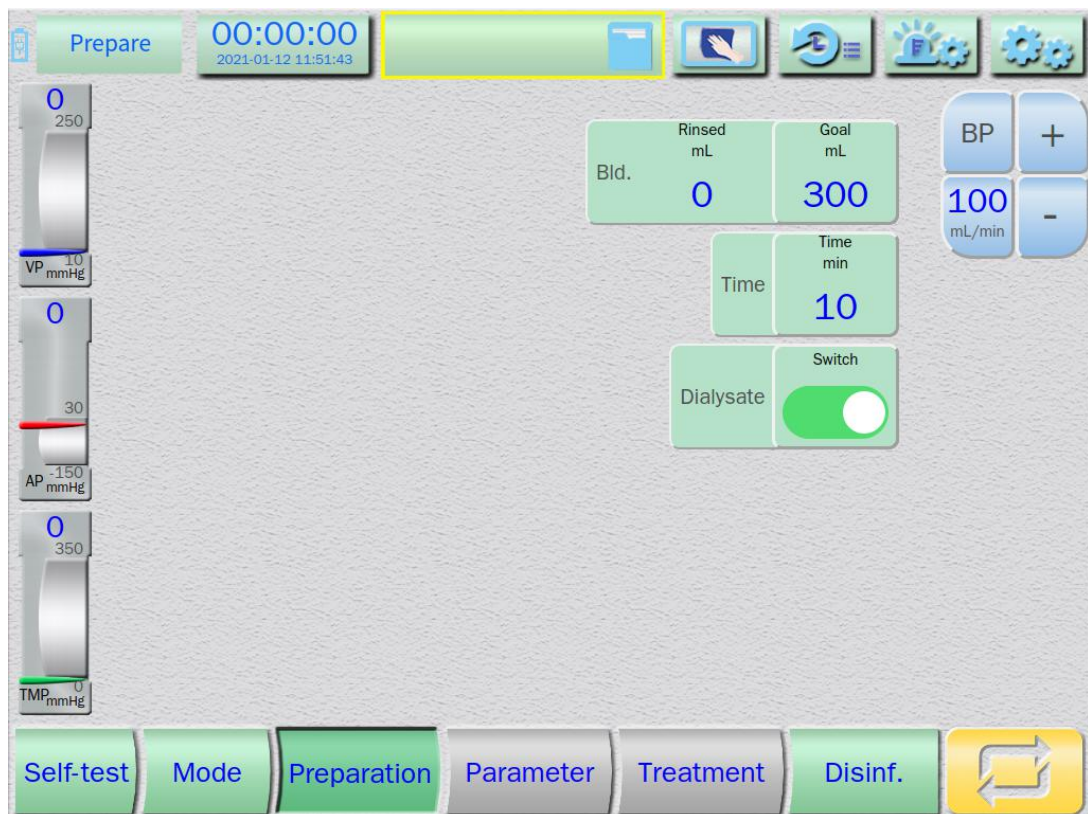 Prepare
00:00:00
2021-01-12 11:51:43
0
250
10
VP mmHg
0
30
-150
AP mmHg
0
350
0
TMP mmHg
Bld.
Rinsed
mL
0
Goal
mL
300
Time
Time
min
10
Dialysate
Switch
BP
+
100
mL/min
-
Self-test
Mode
Preparation
Parameter
Treatment
Disinf.